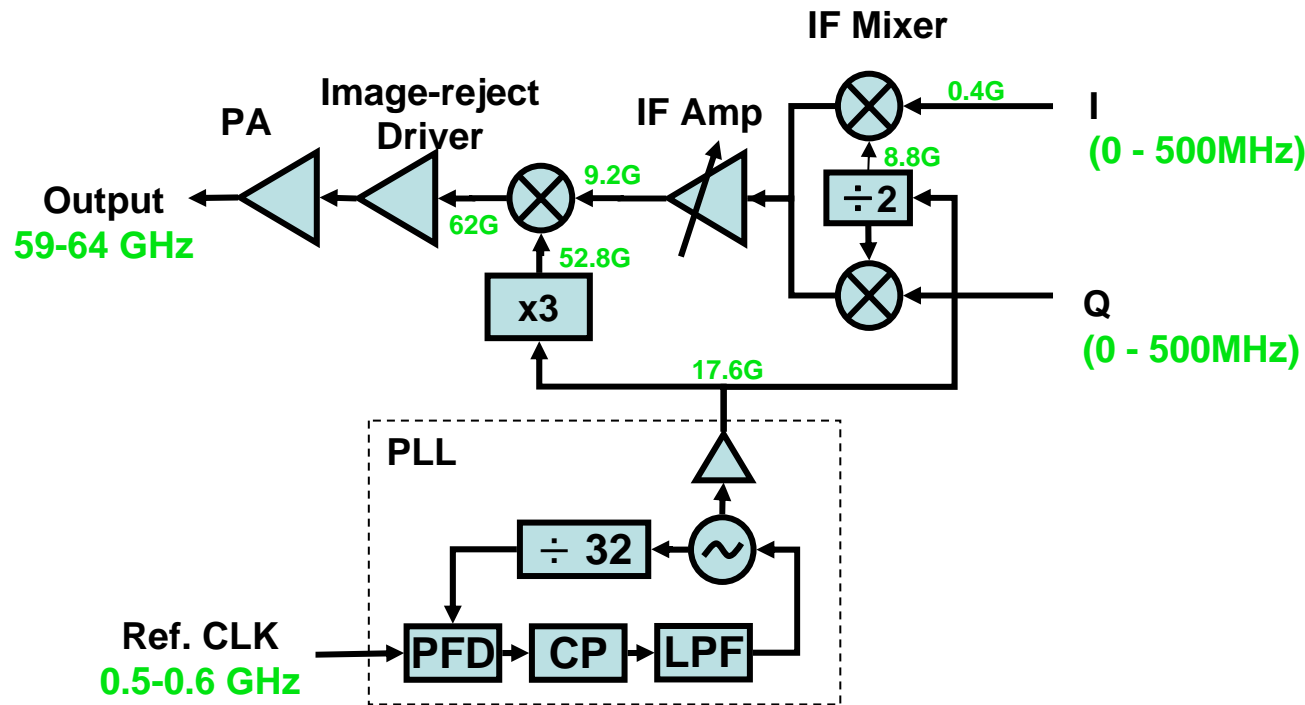 IF Mixer
Image-reject
Driver
PA
IF Amp
0.4G
I
(0 - 500MHz)
8.8G
÷2
9.2G
62G
Output
59-64 GHz
52.8G
x3
Q
(0 - 500MHz)
17.6G
PLL
÷ 32
Ref. CLK
0.5-0.6 GHz
PFD
CP
LPF